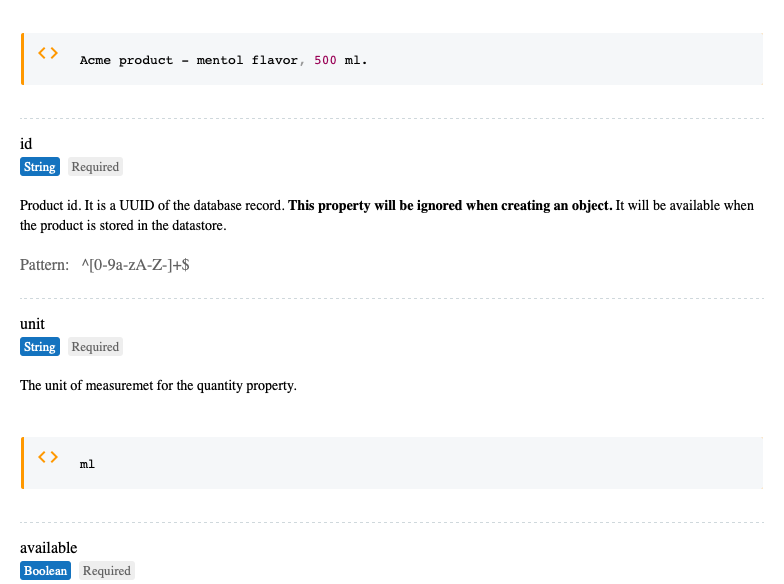 <> Acme product - mentol flavor, 500 ml.
id
String Required
Product id. It is a UUID of the database record. This property will be ignored when creating an object. It will be available when
the product is stored in the datastore.
Pattern: ^[0-9a-zA-Z-]+$
unit
String Required
The unit of measuremet for the quantity property.
<> ml
available
Boolean Required